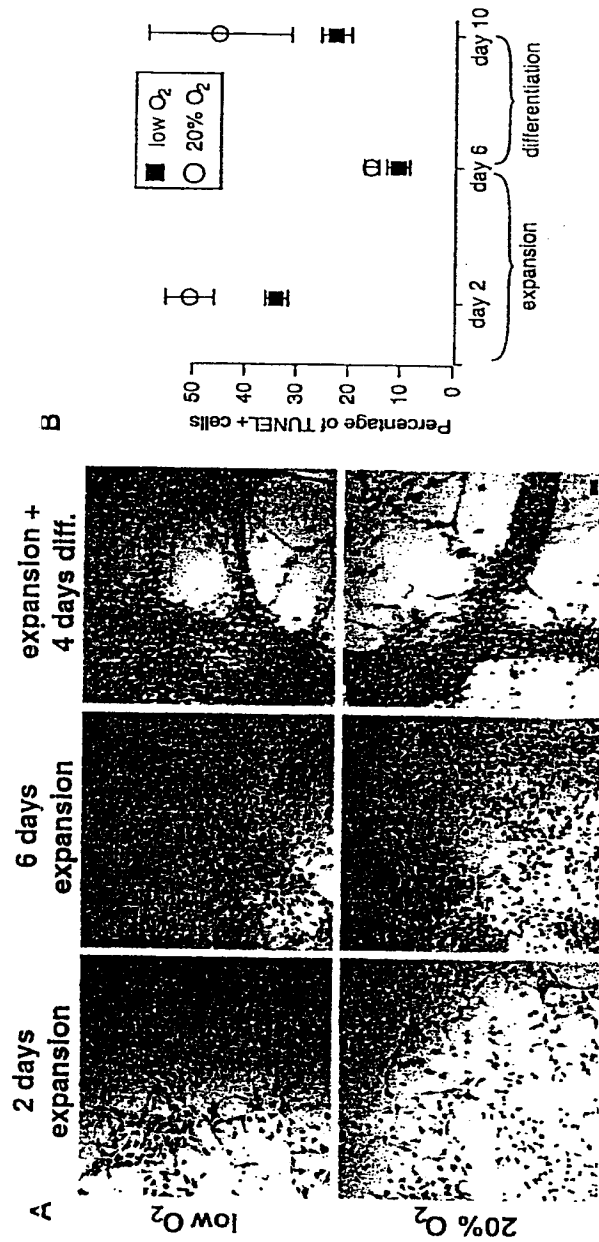 A
2 days
expansion
6 days
expansion
expansion +
4 days diff.
low O₂
20% O₂
B
low O₂
20% O₂
Percentage of TUNEL+ cells
50
40
30
20
10
0
day 2
day 6
day 10
expansion
differentiation